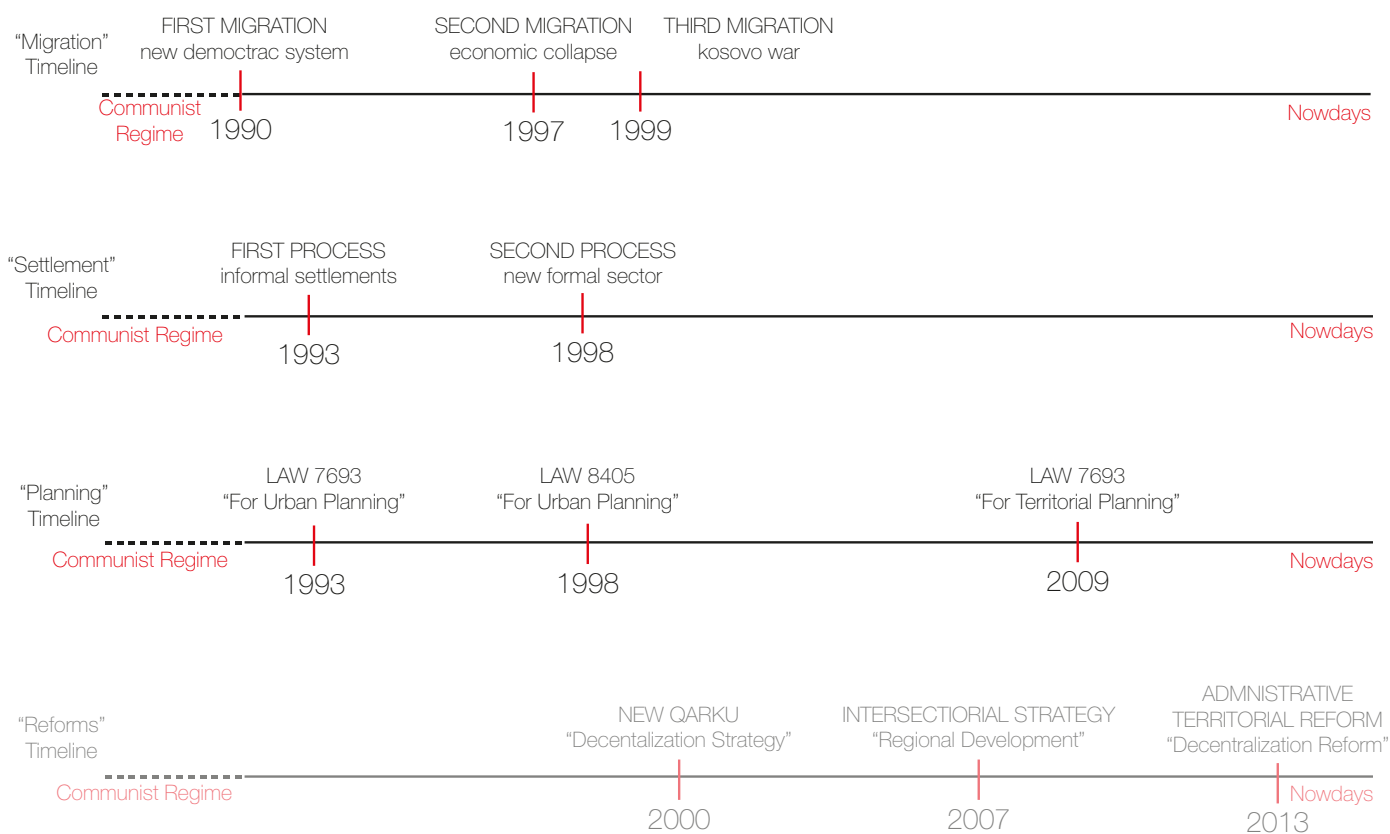 “Migration”
Timeline
FIRST MIGRATION
new democtrac system
SECOND MIGRATION
economic collapse
THIRD MIGRATION
kosovo war
Communist
Regime
1990
1997
1999
Nowdays
“Settlement”
Timeline
FIRST PROCESS
informal settlements
SECOND PROCESS
new formal sector
Communist Regime
1993
1998
Nowdays
“Planning”
Timeline
LAW 7693
“For Urban Planning”
LAW 8405
“For Urban Planning”
LAW 7693
“For Territorial Planning”
Communist Regime
1993
1998
2009
Nowdays
“Reforms”
Timeline
NEW QARKU
“Decentalization Strategy”
INTERSECTIORIAL STRATEGY
“Regional Development”
ADMNISTRATIVE
TERRITORIAL REFORM
“Decentralization Reform”
Communist Regime
2000
2007
2013
Nowdays